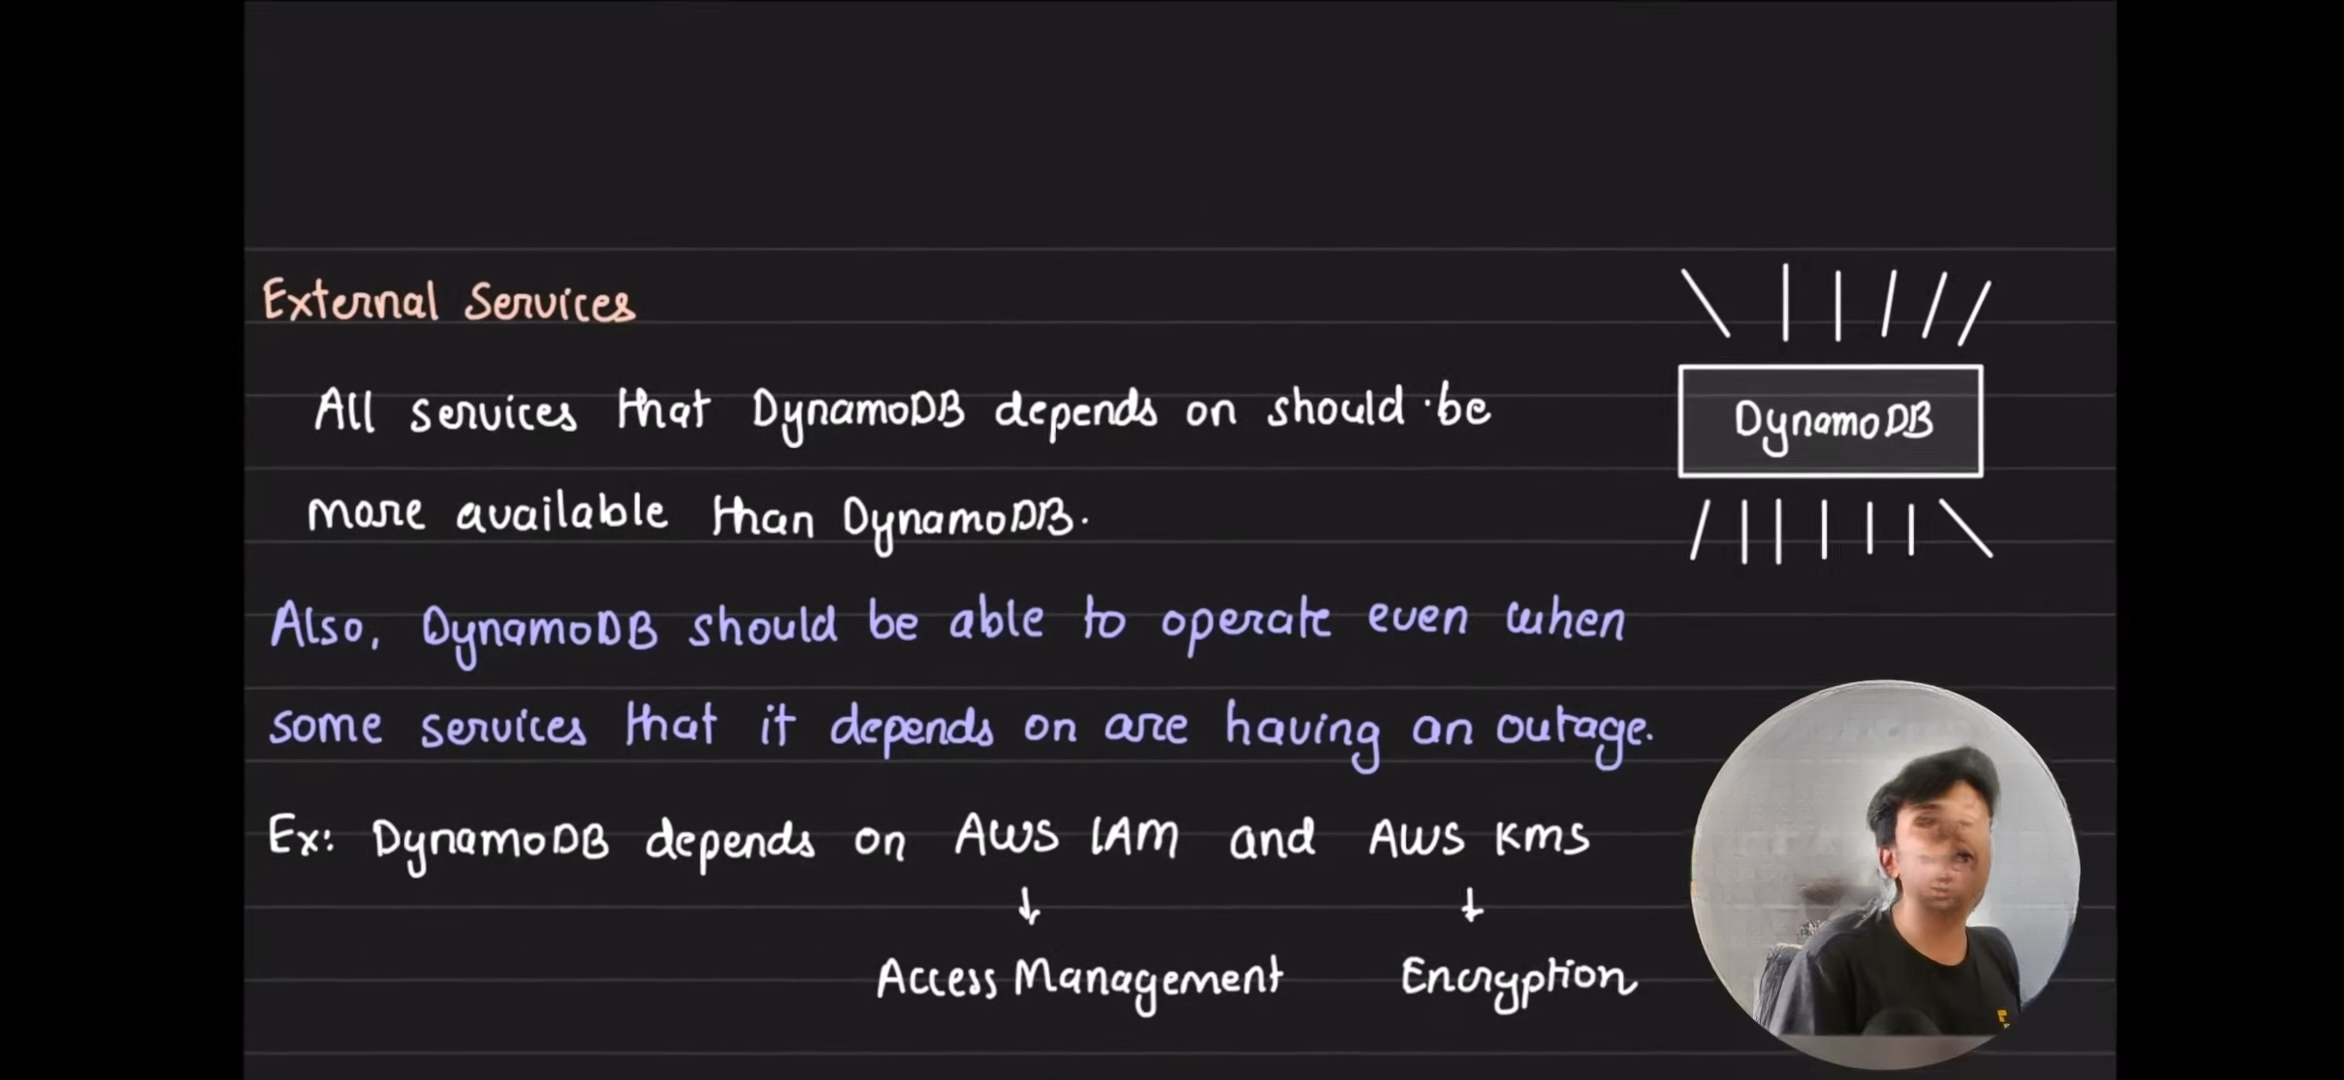 External Services
All services that DynamoDB depends on should be
more available than DynamoDB.
Also, DynamoDB should be able to operate even when
some services that it depends on are having an outage.
Ex: DynamoDB depends on AWS IAM and AWS KMS
Access Management
Encryption
DynamoDB